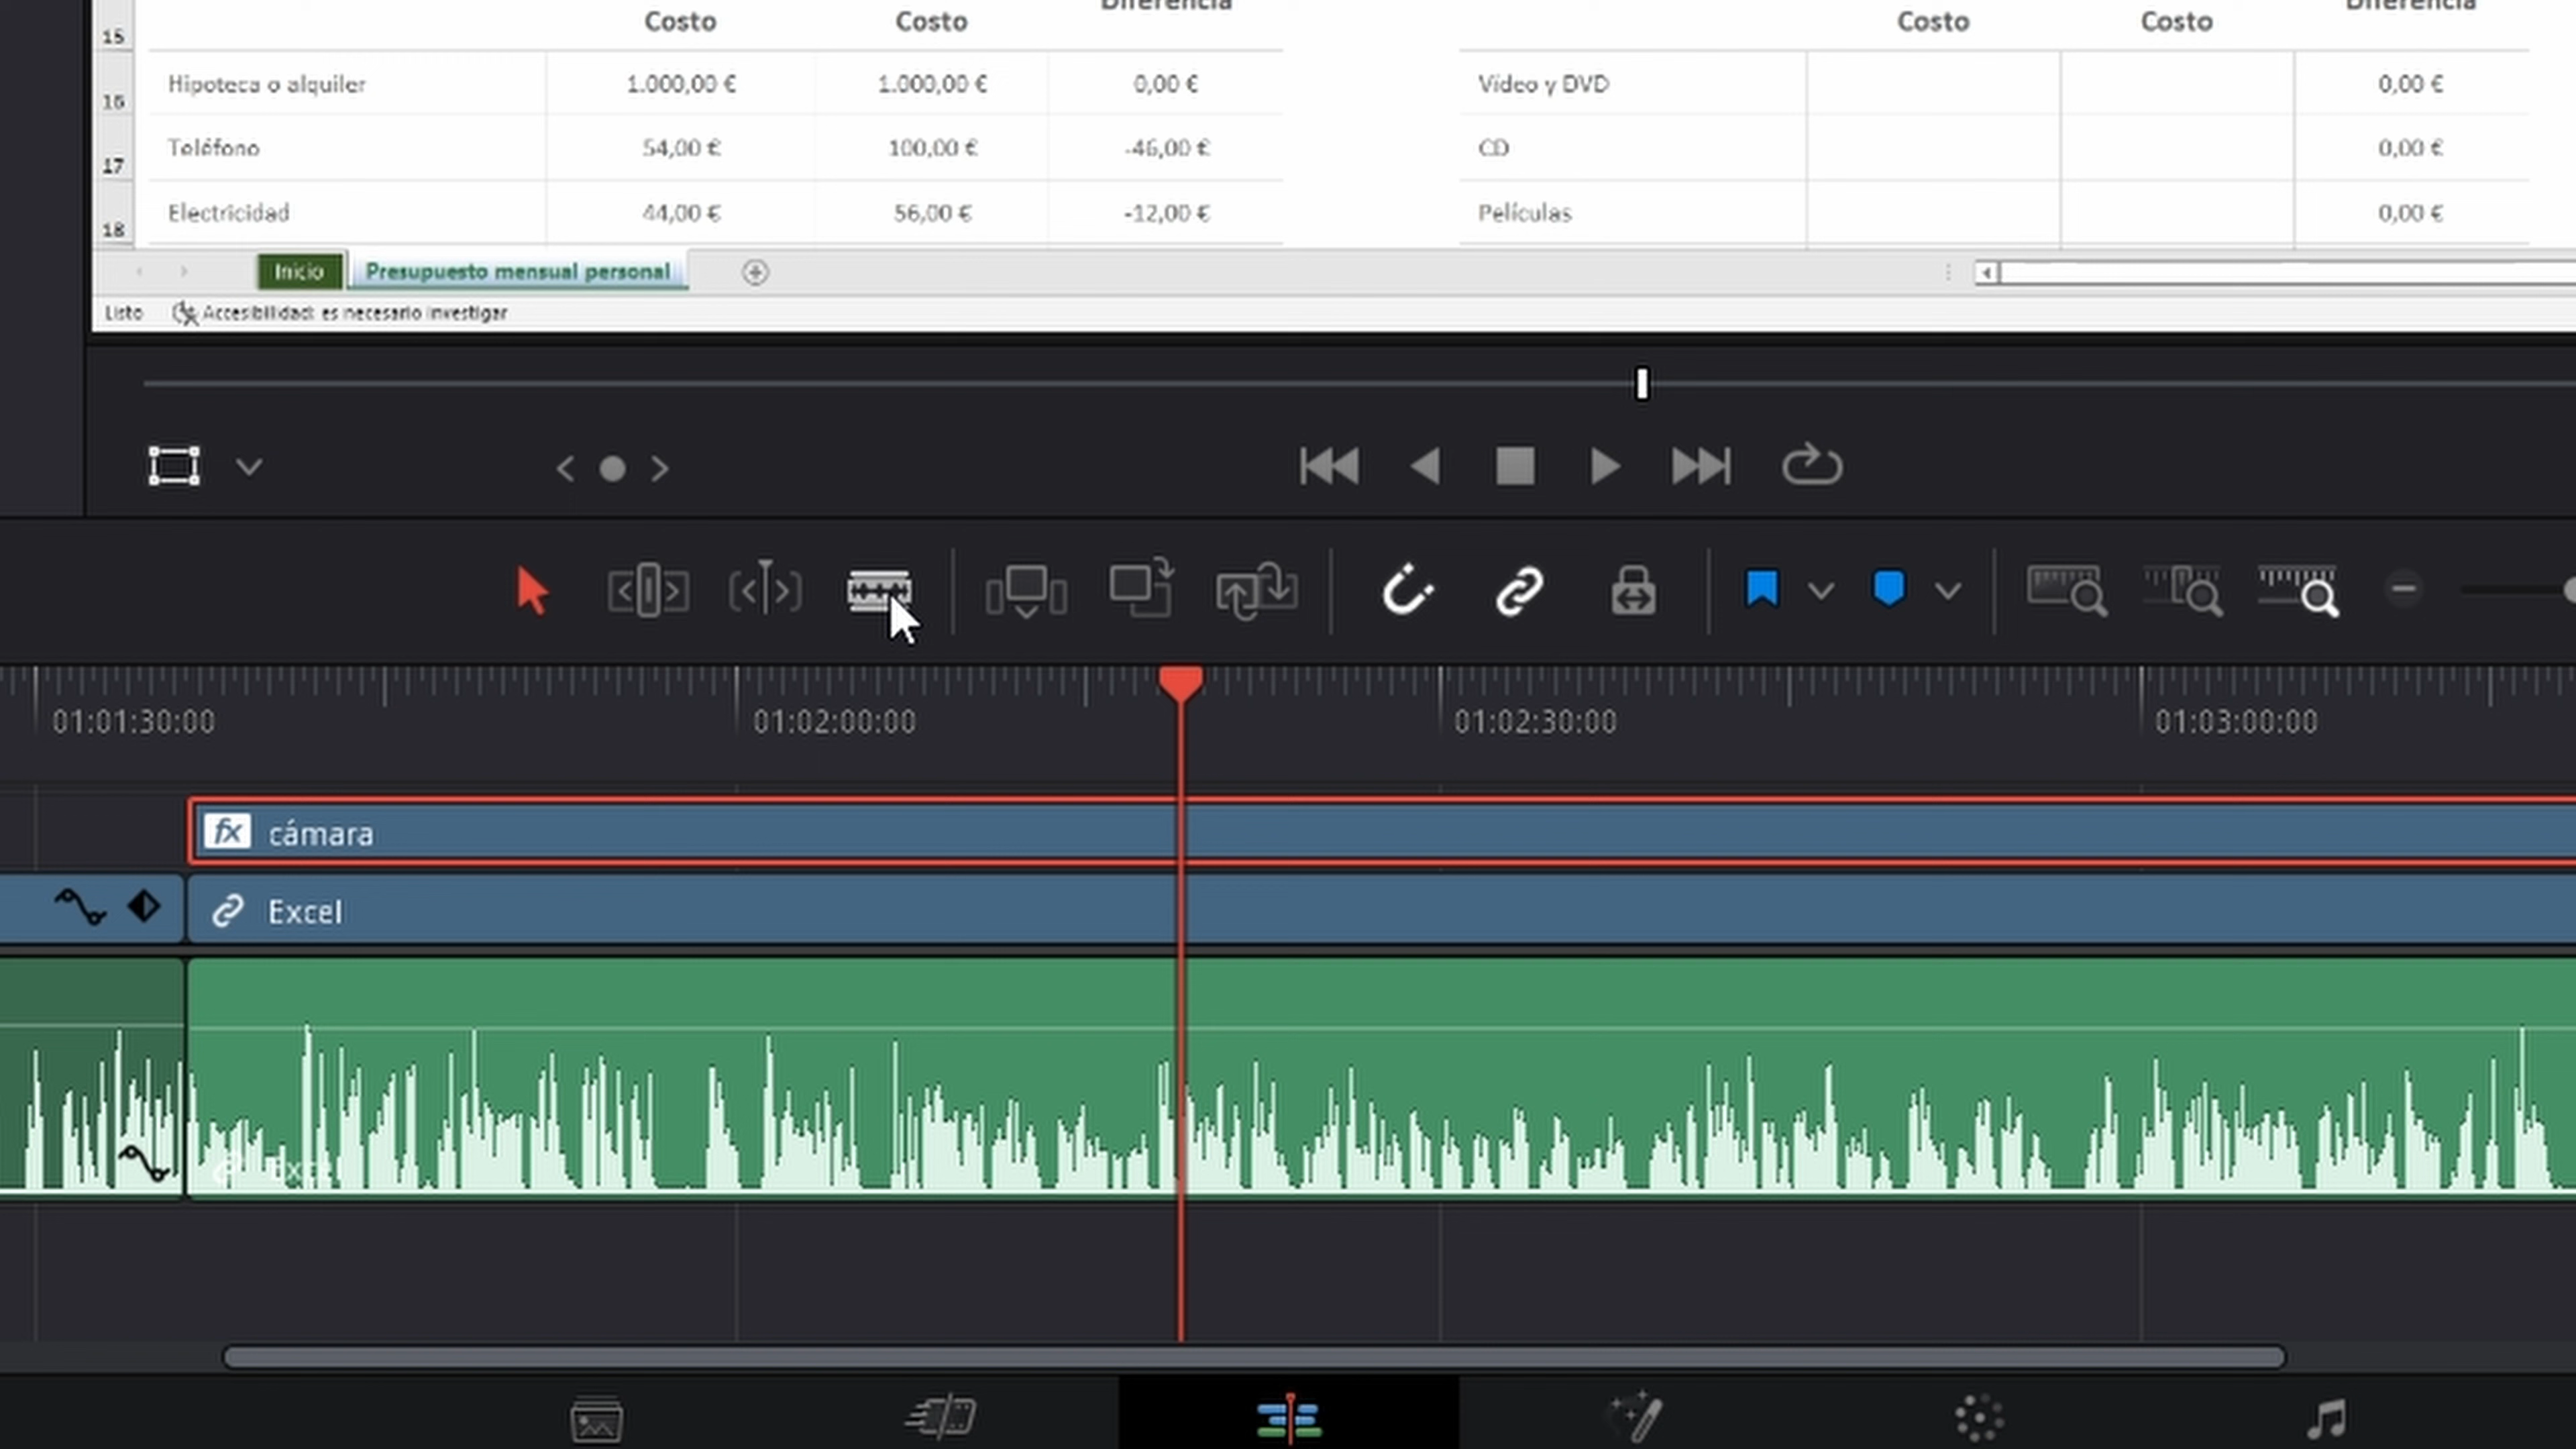 Diferencia Diferencia
15 Costo Costo Costo Costo
16 Hipoteca o alquiler 1.000,00 € 1.000,00 € 0,00 € Vídeo y DVD 0,00 €
17 Teléfono 54,00 € 100,00 € -46,00 € CD 0,00 €
18 Electricidad 44,00 € 56,00 € -12,00 € Películas 0,00 €
Inicio Presupuesto mensual personal
Listo Accesibilidad: es necesario investigar
01:01:30:00 01:02:00:00 01:02:30:00 01:03:00:00
fx cámara
Excel
Excel